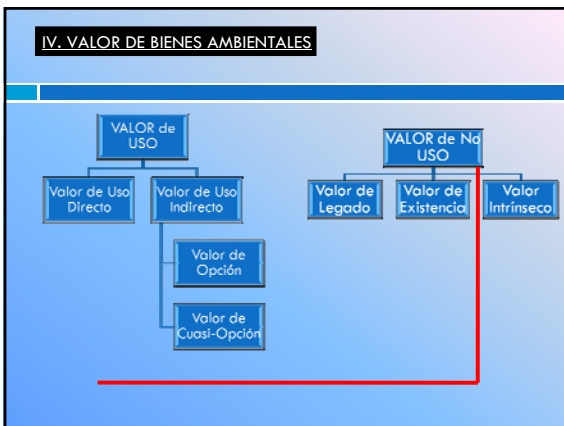 IV. VALOR DE BIENES AMBIENTALES
VALOR de
USO
Valor de Uso
Directo
Valor de Uso
Indirecto
Valor de
Opción
Valor de
Cuasi-Opción
VALOR de No
USO
Valor de
Legado
Valor de
Existencia
Valor
Intrínseco